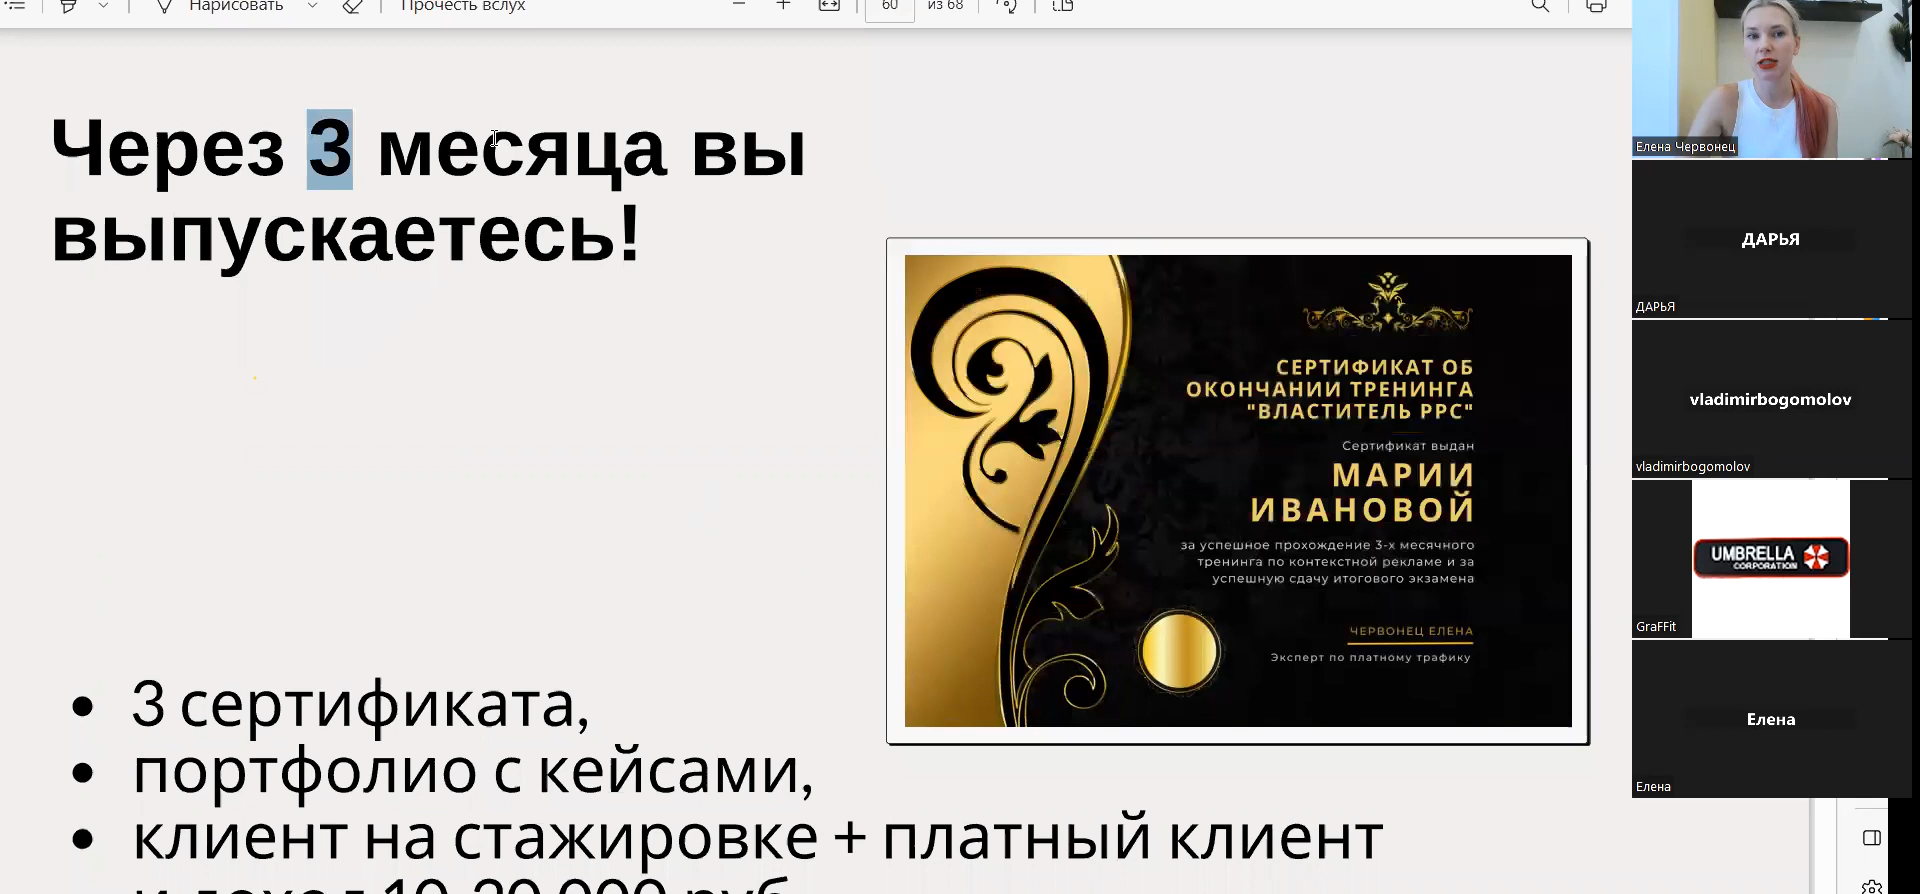 Нарисовать
Прочесть вслух
60
из 68
Через 3 месяца вы
выпускаетесь!
СЕРТИФИКАТ ОБ
ОКОНЧАНИИ ТРЕНИНГА
"ВЛАСТИТЕЛЬ PPC"
Сертификат выдан
МАРИИ
ИВАНОВОЙ
за успешное прохождение 3-х месячного
тренинга по контекстной рекламе и за
успешную сдачу итогового экзамена
ЧЕРВОНЕЦ ЕЛЕНА
Эксперт по платному трафику
3 сертификата,
портфолио с кейсами,
клиент на стажировке + платный клиент
и доход
руб
Елена Червонец
ДАРЬЯ
ДАРЬЯ
vladimirbogomolov
vladimirbogomolov
UMBRELLA
CORPORATION
GraFFit
Елена
Елена